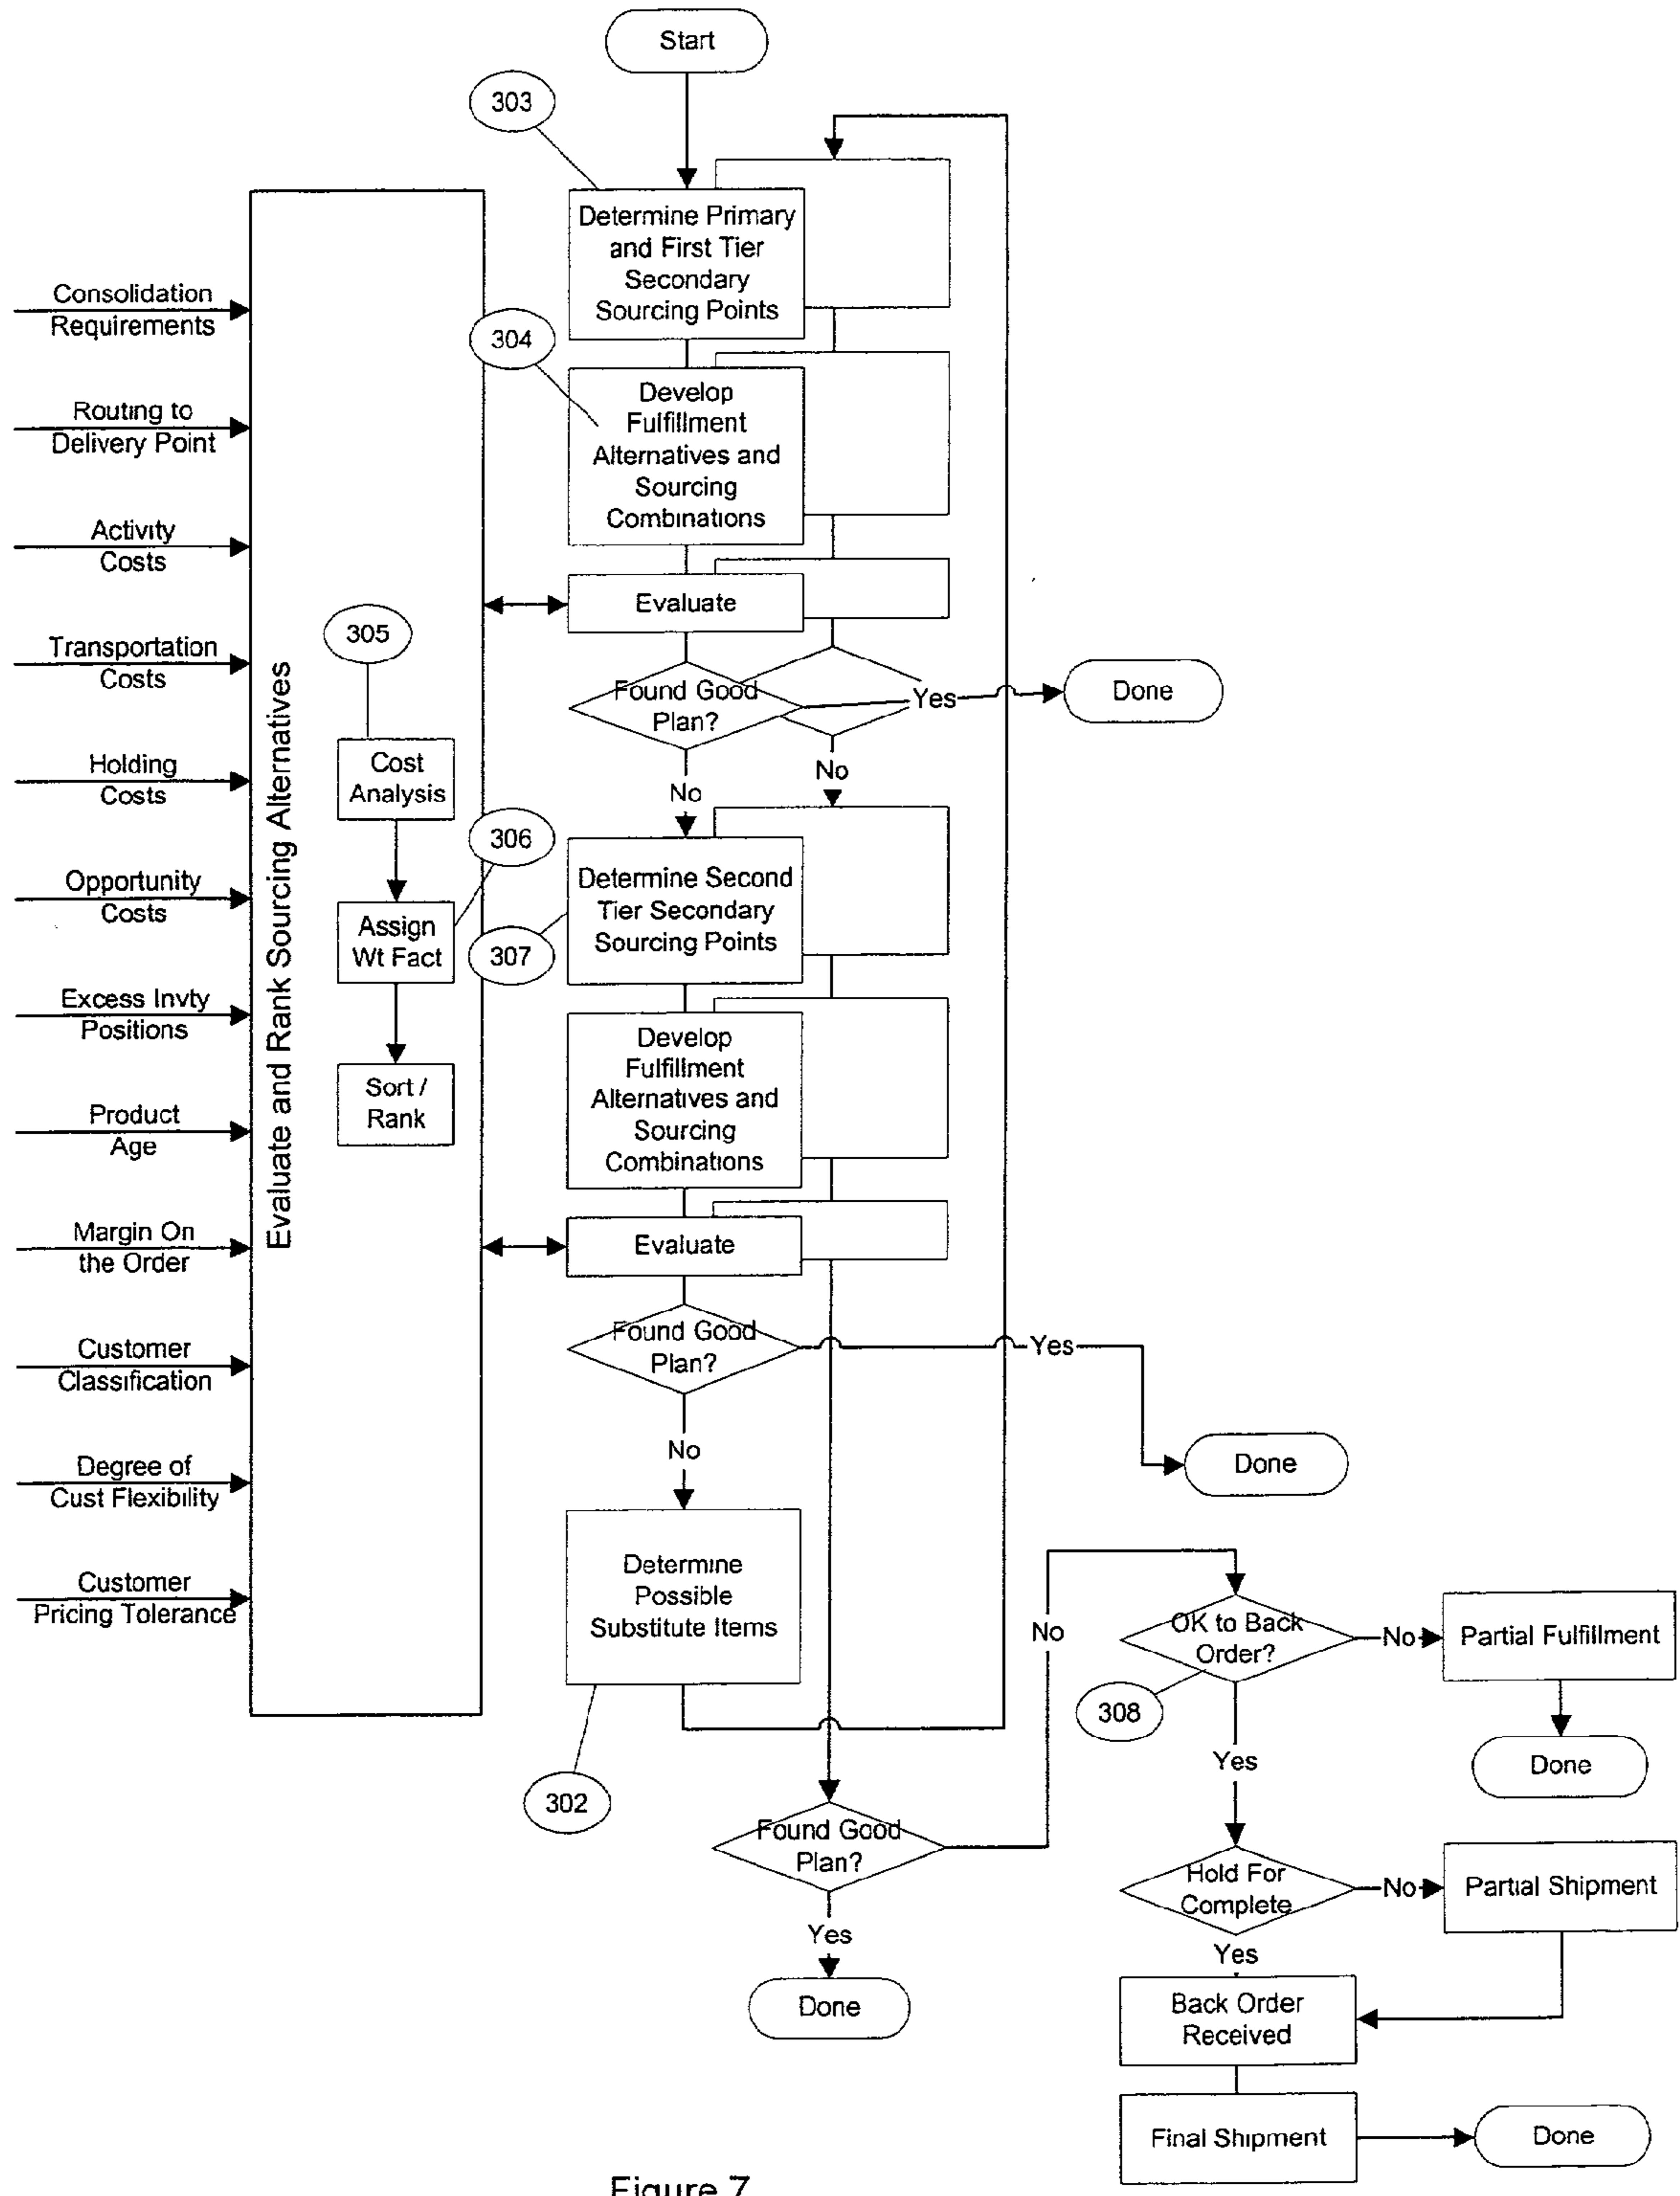 Start
303
Determine Primary
and First Tier
Secondary
Sourcing Points
304
Develop
Fulfillment
Alternatives and
Sourcing
Combinations
Evaluate
Found Good
Plan?
Yes
Done
No
No
Consolidation
Requirements
Routing to
Delivery Point
Activity
Costs
Transportation
Costs
Holding
Costs
Opportunity
Costs
Excess Invty
Positions
Product
Age
Margin On
the Order
Customer
Classification
Degree of
Cust Flexibility
Customer
Pricing Tolerance
Evaluate and Rank Sourcing Alternatives
305
Cost
Analysis
306
Assign
Wt Fact
Sort /
Rank
307
Determine Second
Tier Secondary
Sourcing Points
Develop
Fulfillment
Alternatives and
Sourcing
Combinations
Evaluate
Found Good
Plan?
Yes
Done
No
Determine
Possible
Substitute Items
302
Found Good
Plan?
Yes
Done
No
OK to Back
Order?
308
No
Partial Fulfillment
Done
Yes
Hold For
Complete
No
Partial Shipment
Yes
Back Order
Received
Final Shipment
Done
Figure 7